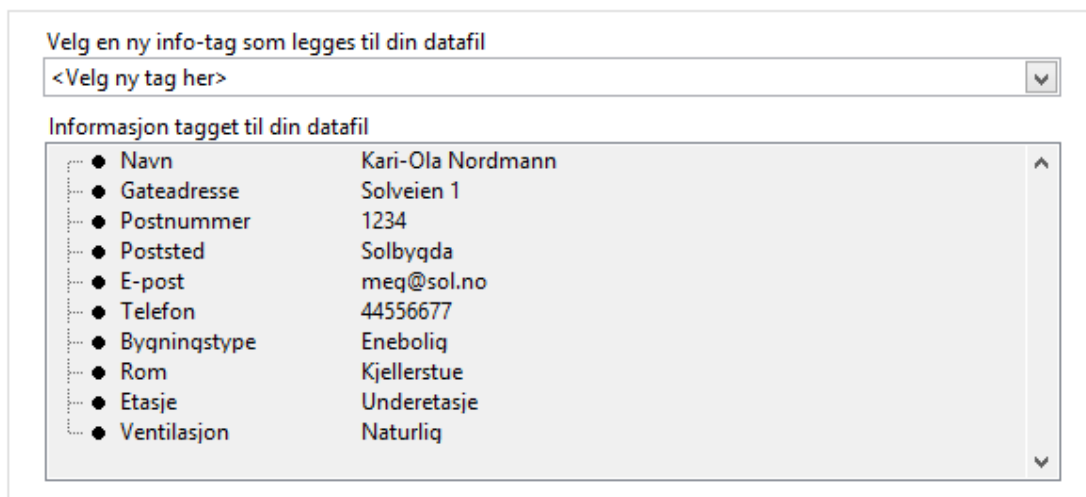 Velg en ny info-tag som legges til din datafil
<Velg ny tag her>
Informasjon tagget til din datafil
Navn Kari-Ola Nordmann
Gateadresse Solveien 1
Postnummer 1234
Poststed Solbygda
E-post meg@sol.no
Telefon 44556677
Bygningstype Enebolig
Rom Kjellerstue
Etasje Underetasje
Ventilasjon Naturlig